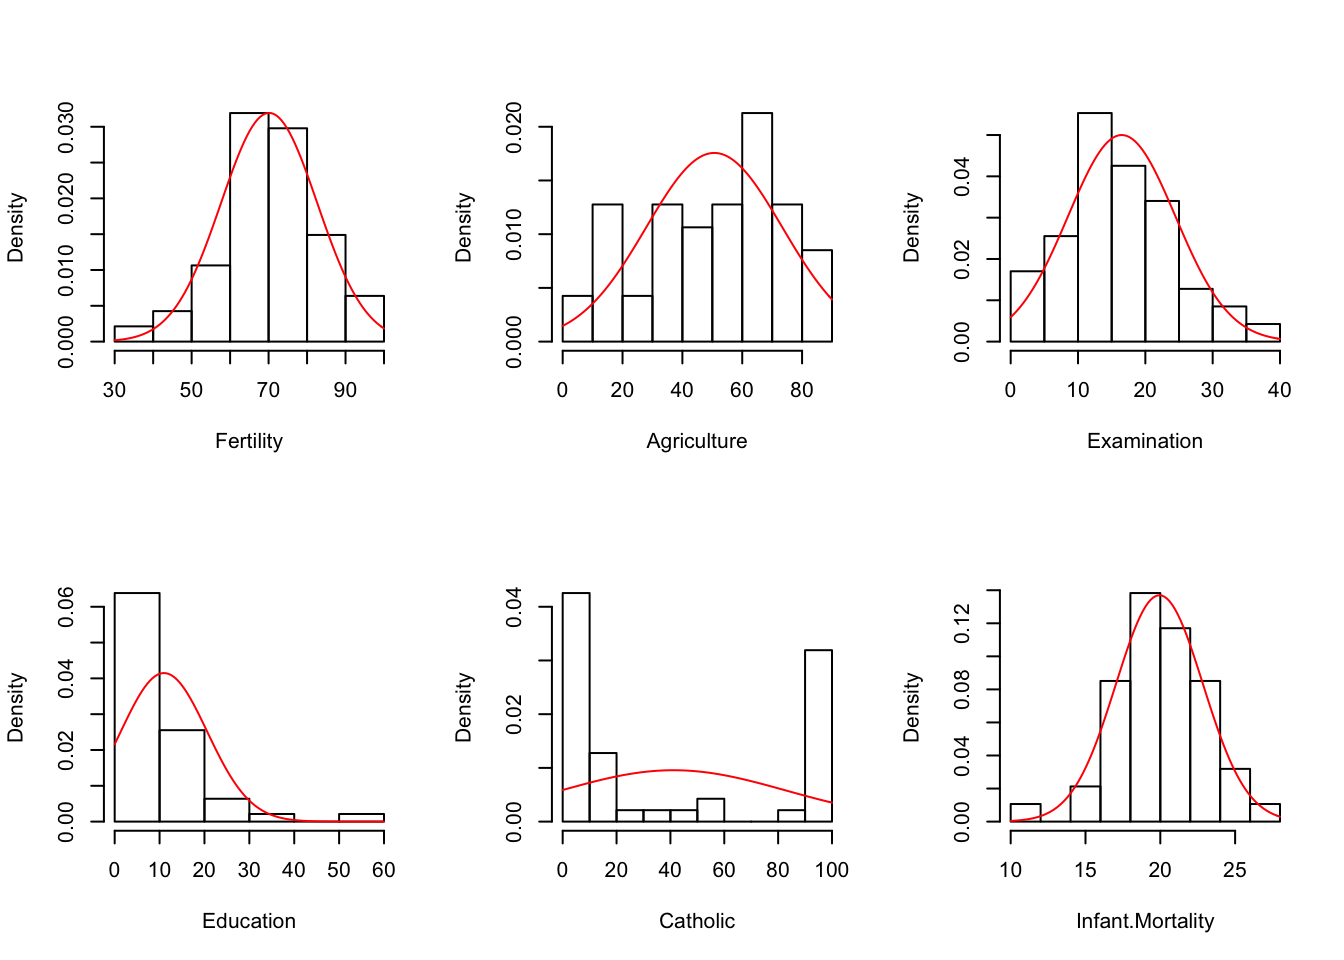 Density
0.000 0.010 0.020 0.030
30 50 70 90
Fertility
Density
0.000 0.010 0.020
0 20 40 60 80
Agriculture
Density
0.00 0.02 0.04
0 10 20 30 40
Examination
Density
0.00 0.02 0.04 0.06
0 10 20 30 40 50 60
Education
Density
0.00 0.02 0.04
0 20 40 60 80 100
Catholic
Density
0.00 0.04 0.08 0.12
10 15 20 25
Infant.Mortality